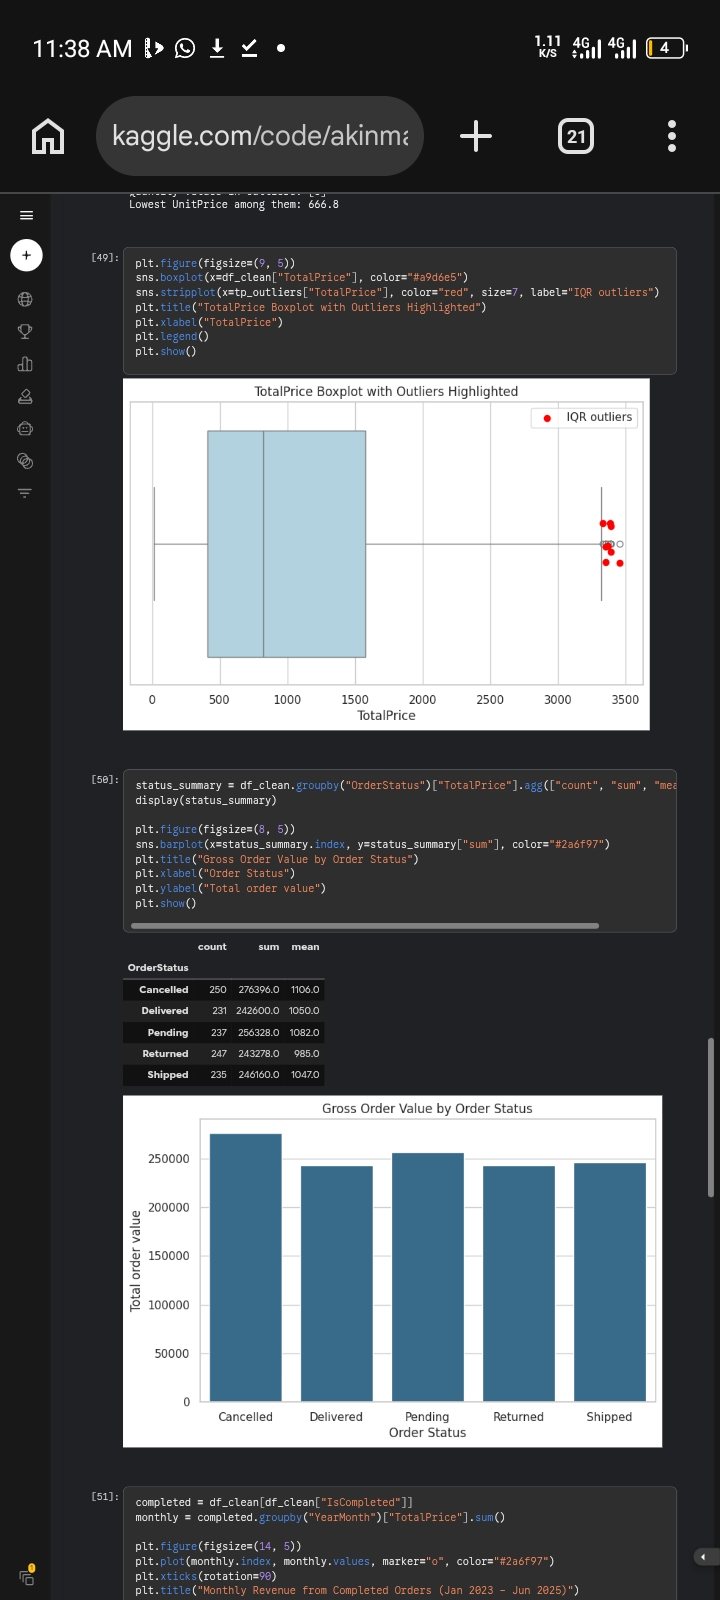 11:38 AM
1.11 K/S 4G 4G 4
kaggle.com/code/akinma
21
Lowest UnitPrice among them: 666.8
[49]:
plt.figure(figsize=(9, 5))
sns.boxplot(x=df_clean["TotalPrice"], color="#a9d6e5")
sns.stripplot(x=tp_outliers["TotalPrice"], color="red", size=7, label="IQR outliers")
plt.title("TotalPrice Boxplot with Outliers Highlighted")
plt.xlabel("TotalPrice")
plt.legend()
plt.show()
TotalPrice Boxplot with Outliers Highlighted
IQR outliers
0 500 1000 1500 2000 2500 3000 3500
TotalPrice
[50]:
status_summary = df_clean.groupby("OrderStatus")["TotalPrice"].agg(["count", "sum", "mea
display(status_summary)
plt.figure(figsize=(8, 5))
sns.barplot(x=status_summary.index, y=status_summary["sum"], color="#2a6f97")
plt.title("Gross Order Value by Order Status")
plt.xlabel("Order Status")
plt.ylabel("Total order value")
plt.show()
count sum mean
OrderStatus
Cancelled 250 276396.0 1106.0
Delivered 231 242600.0 1050.0
Pending 237 256328.0 1082.0
Returned 247 243278.0 985.0
Shipped 235 246160.0 1047.0
Gross Order Value by Order Status
Total order value
250000
200000
150000
100000
50000
0
Cancelled Delivered Pending Returned Shipped
Order Status
[51]:
completed = df_clean[df_clean["IsCompleted"]]
monthly = completed.groupby("YearMonth")["TotalPrice"].sum()
plt.figure(figsize=(14, 5))
plt.plot(monthly.index, monthly.values, marker="o", color="#2a6f97")
plt.xticks(rotation=90)
plt.title("Monthly Revenue from Completed Orders (Jan 2023 – Jun 2025)")
1